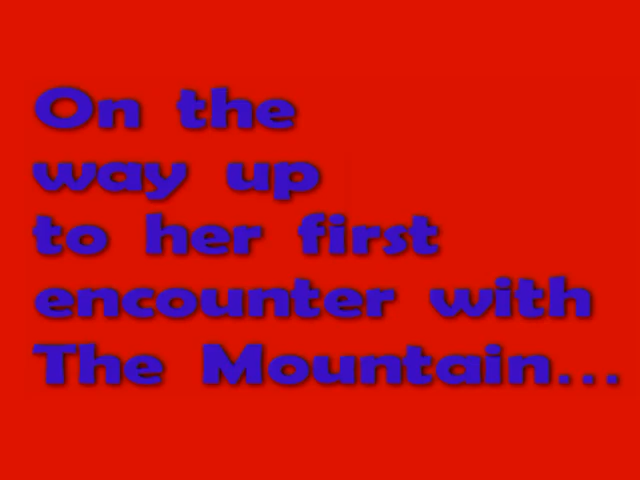 On the
way up
to her first
encounter with
The Mountain...